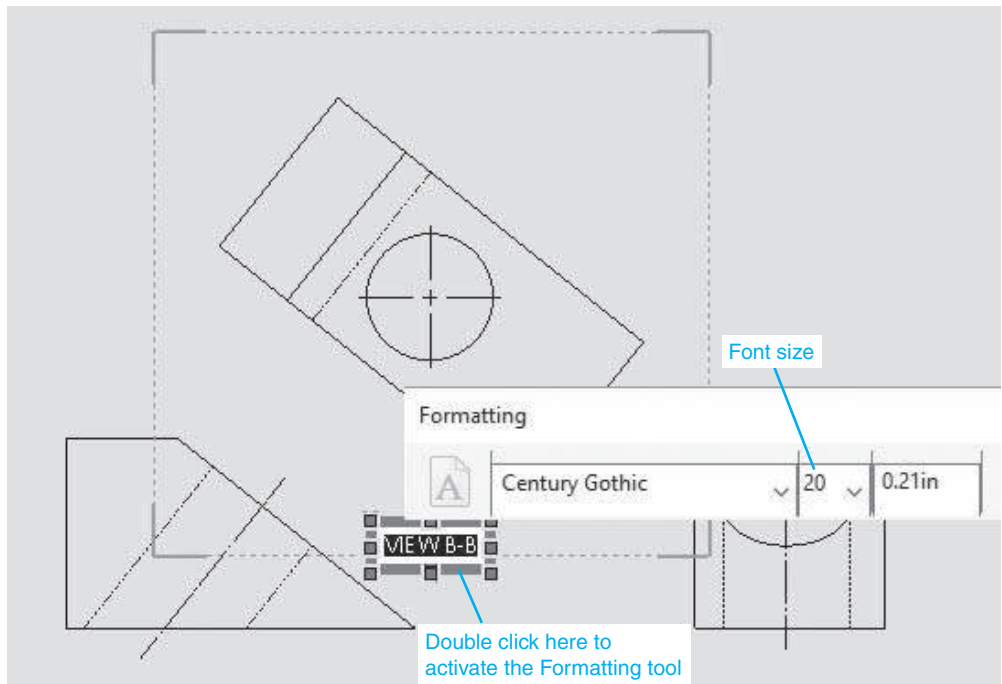 Font size
Formatting
A Century Gothic 20 0.21in
VIEW B-B
Double click here to
activate the Formatting tool